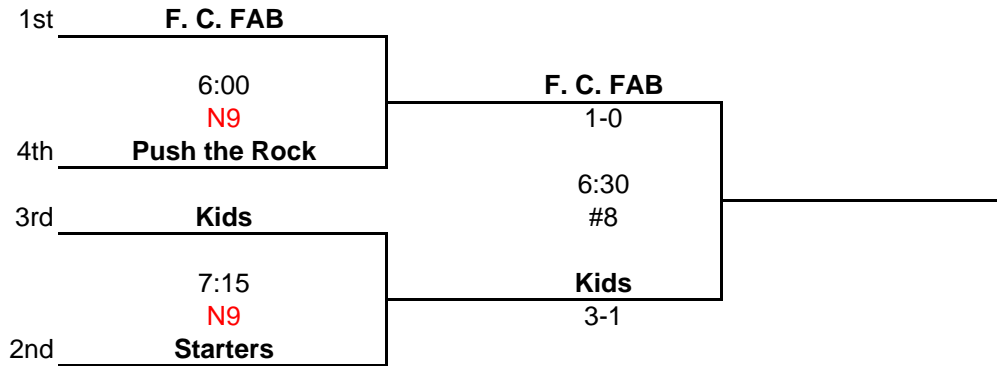 1st F. C. FAB
6:00
N9
4th Push the Rock
3rd Kids
7:15
N9
2nd Starters
F. C. FAB
1-0
6:30
#8
Kids
3-1